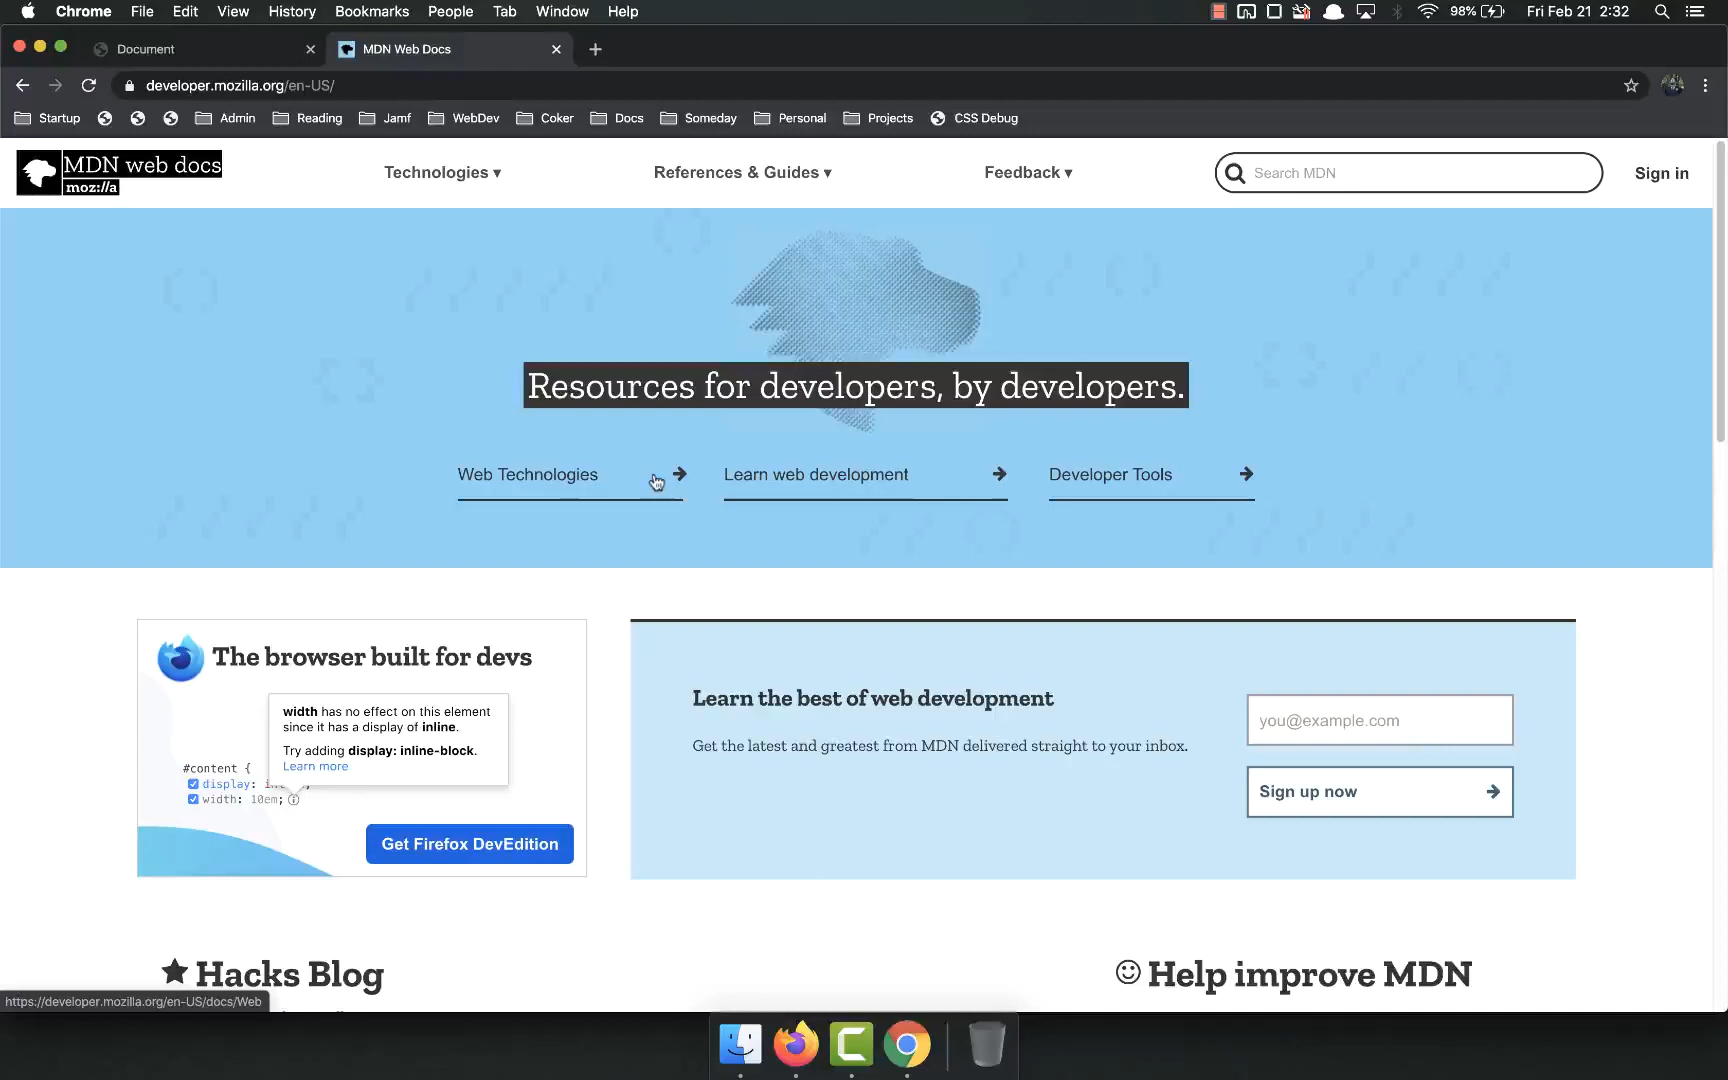 Chrome File Edit View History Bookmarks People Tab Window Help 98% Fri Feb 21 2:32
Document MDN Web Docs
developer.mozilla.org/en-US/
Startup Admin Reading Jamf WebDev Coker Docs Someday Personal Projects CSS Debug
MDN web docs
moz://a
Technologies ▾ References & Guides ▾ Feedback ▾ Search MDN Sign in
Resources for developers, by developers.
Web Technologies Learn web development Developer Tools
The browser built for devs
width has no effect on this element
since it has a display of inline.
Try adding display: inline-block.
Learn more
#content {
display:
width: 10em;
Get Firefox DevEdition
Learn the best of web development
Get the latest and greatest from MDN delivered straight to your inbox.
you@example.com
Sign up now
Hacks Blog Help improve MDN
https://developer.mozilla.org/en-US/docs/Web